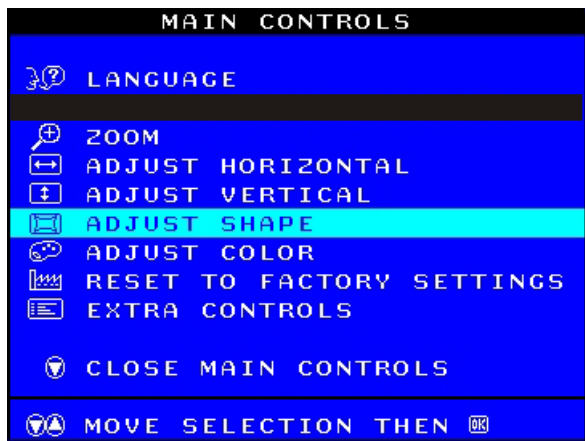 MAIN CONTROLS
LANGUAGE
ZOOM
ADJUST HORIZONTAL
ADJUST VERTICAL
ADJUST SHAPE
ADJUST COLOR
RESET TO FACTORY SETTINGS
EXTRA CONTROLS
CLOSE MAIN CONTROLS
MOVE SELECTION THEN OK